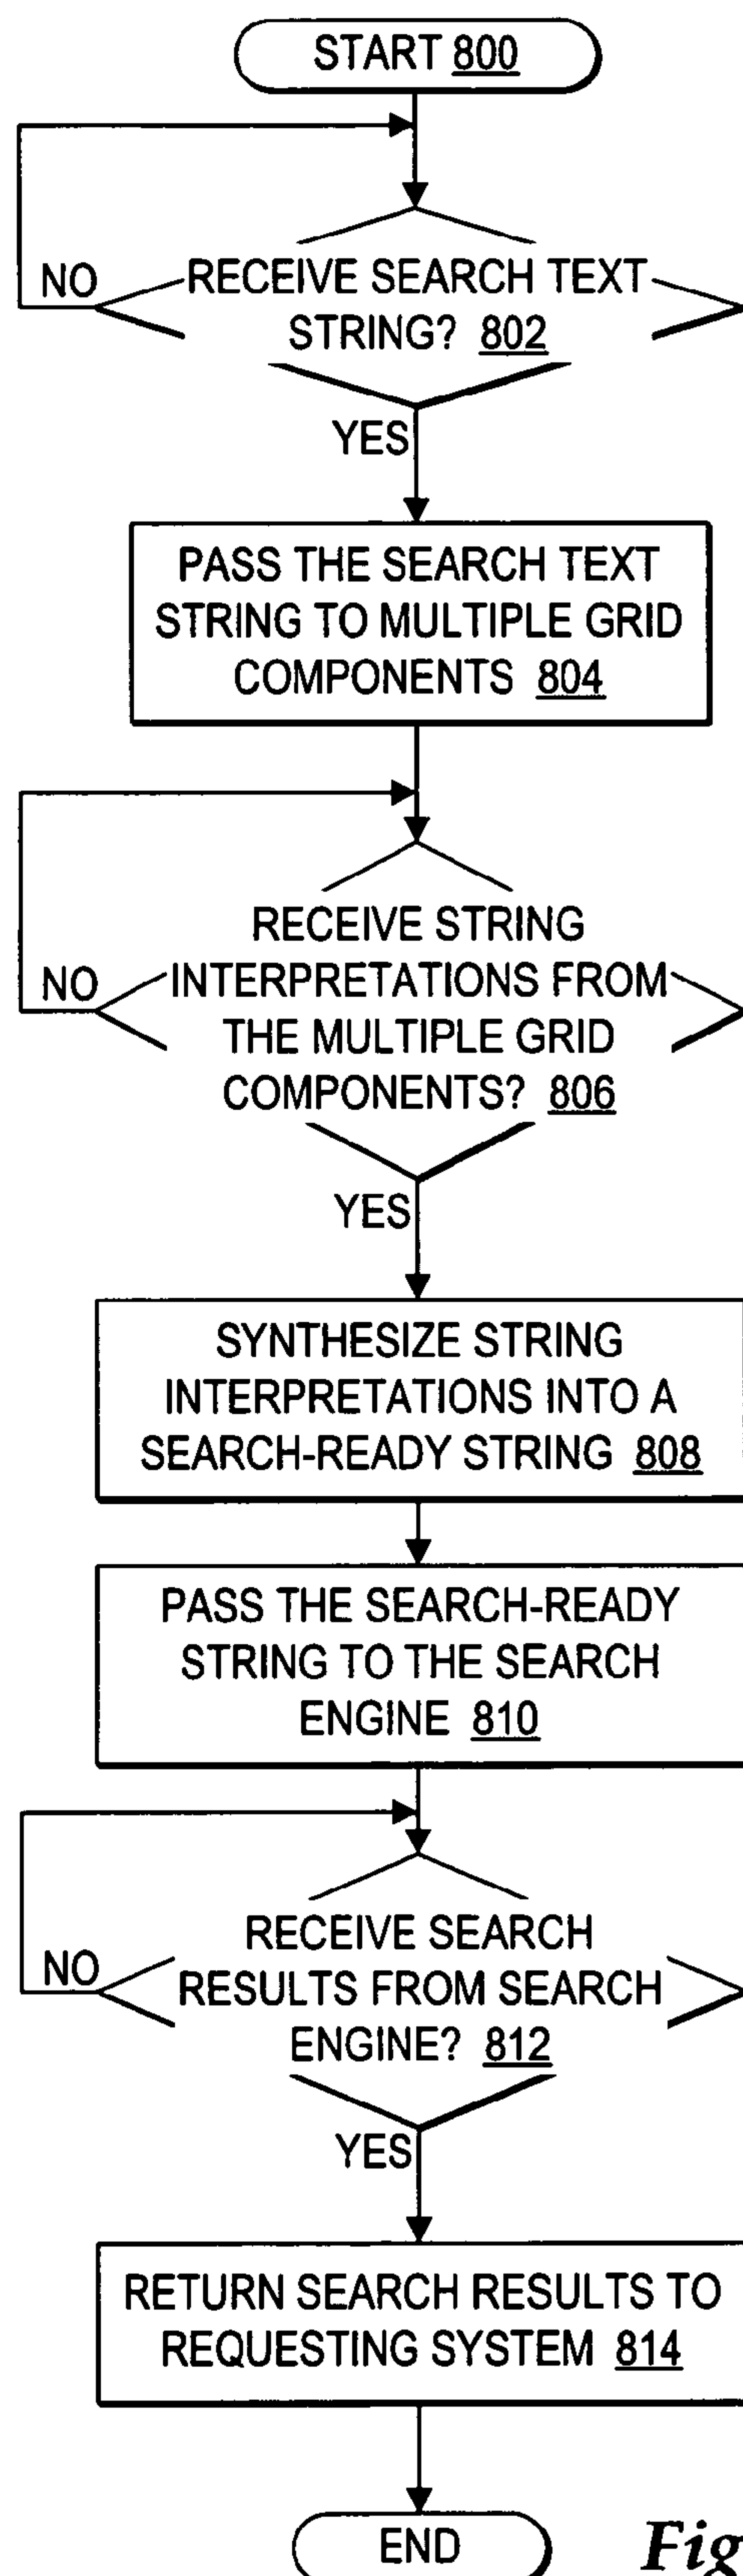 START 800
NO
RECEIVE SEARCH TEXT
STRING? 802
YES
PASS THE SEARCH TEXT
STRING TO MULTIPLE GRID
COMPONENTS 804
RECEIVE STRING
NO
INTERPRETATIONS FROM
THE MULTIPLE GRID
COMPONENTS? 806
YES
SYNTHESIZE STRING
INTERPRETATIONS INTO A
SEARCH-READY STRING 808
PASS THE SEARCH-READY
STRING TO THE SEARCH
ENGINE 810
RECEIVE SEARCH
NO
RESULTS FROM SEARCH
ENGINE? 812
YES
RETURN SEARCH RESULTS TO
REQUESTING SYSTEM 814
END
Fig